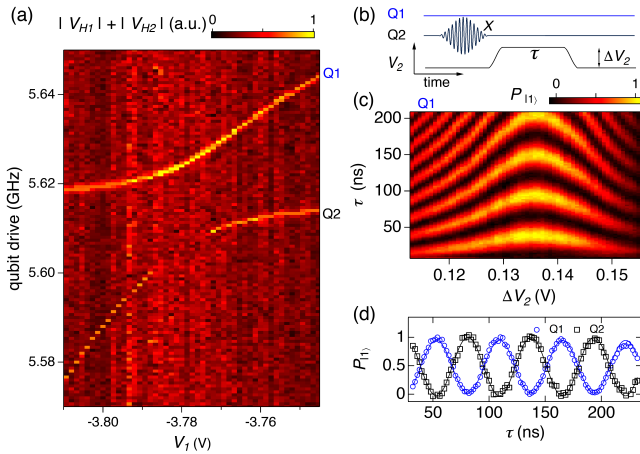 (a)
| V_H1 | + | V_H2 | (a.u.)
0
1
Q1
Q2
5.64
5.62
5.60
5.58
qubit drive (GHz)
-3.80
-3.78
-3.76
V_1 (V)
(b)
Q1
Q2
X
V_2
τ
ΔV_2
time
P_|1⟩
0
1
(c)
Q1
200
150
100
50
τ (ns)
0.12
0.13
0.14
0.15
ΔV_2 (V)
(d)
Q1
Q2
1
0.5
0
P_|1⟩
50
100
150
200
τ (ns)